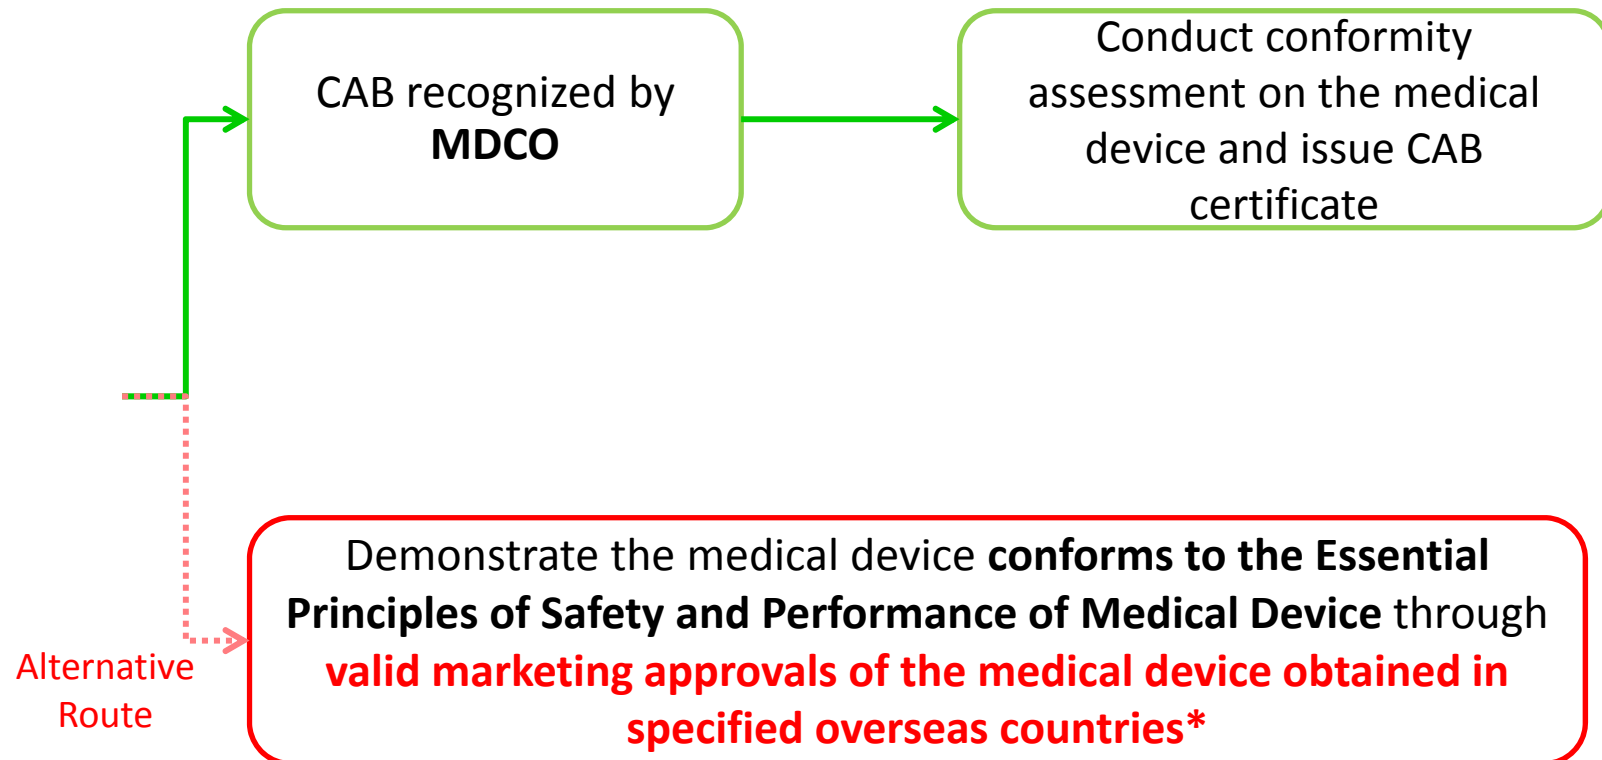 CAB recognized by
MDCO
Conduct conformity
assessment on the medical
device and issue CAB
certificate
Alternative
Route
Demonstrate the medical device conforms to the Essential
Principles of Safety and Performance of Medical Device through
valid marketing approvals of the medical device obtained in
specified overseas countries*